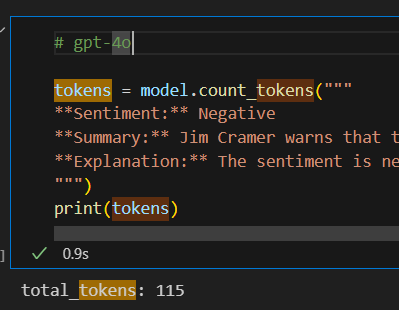 # gpt-4o
tokens = model.count_tokens("""
**Sentiment:** Negative
**Summary:** Jim Cramer warns that t
**Explanation:** The sentiment is ne
""")
print(tokens)
]
0.9s
total_tokens: 115